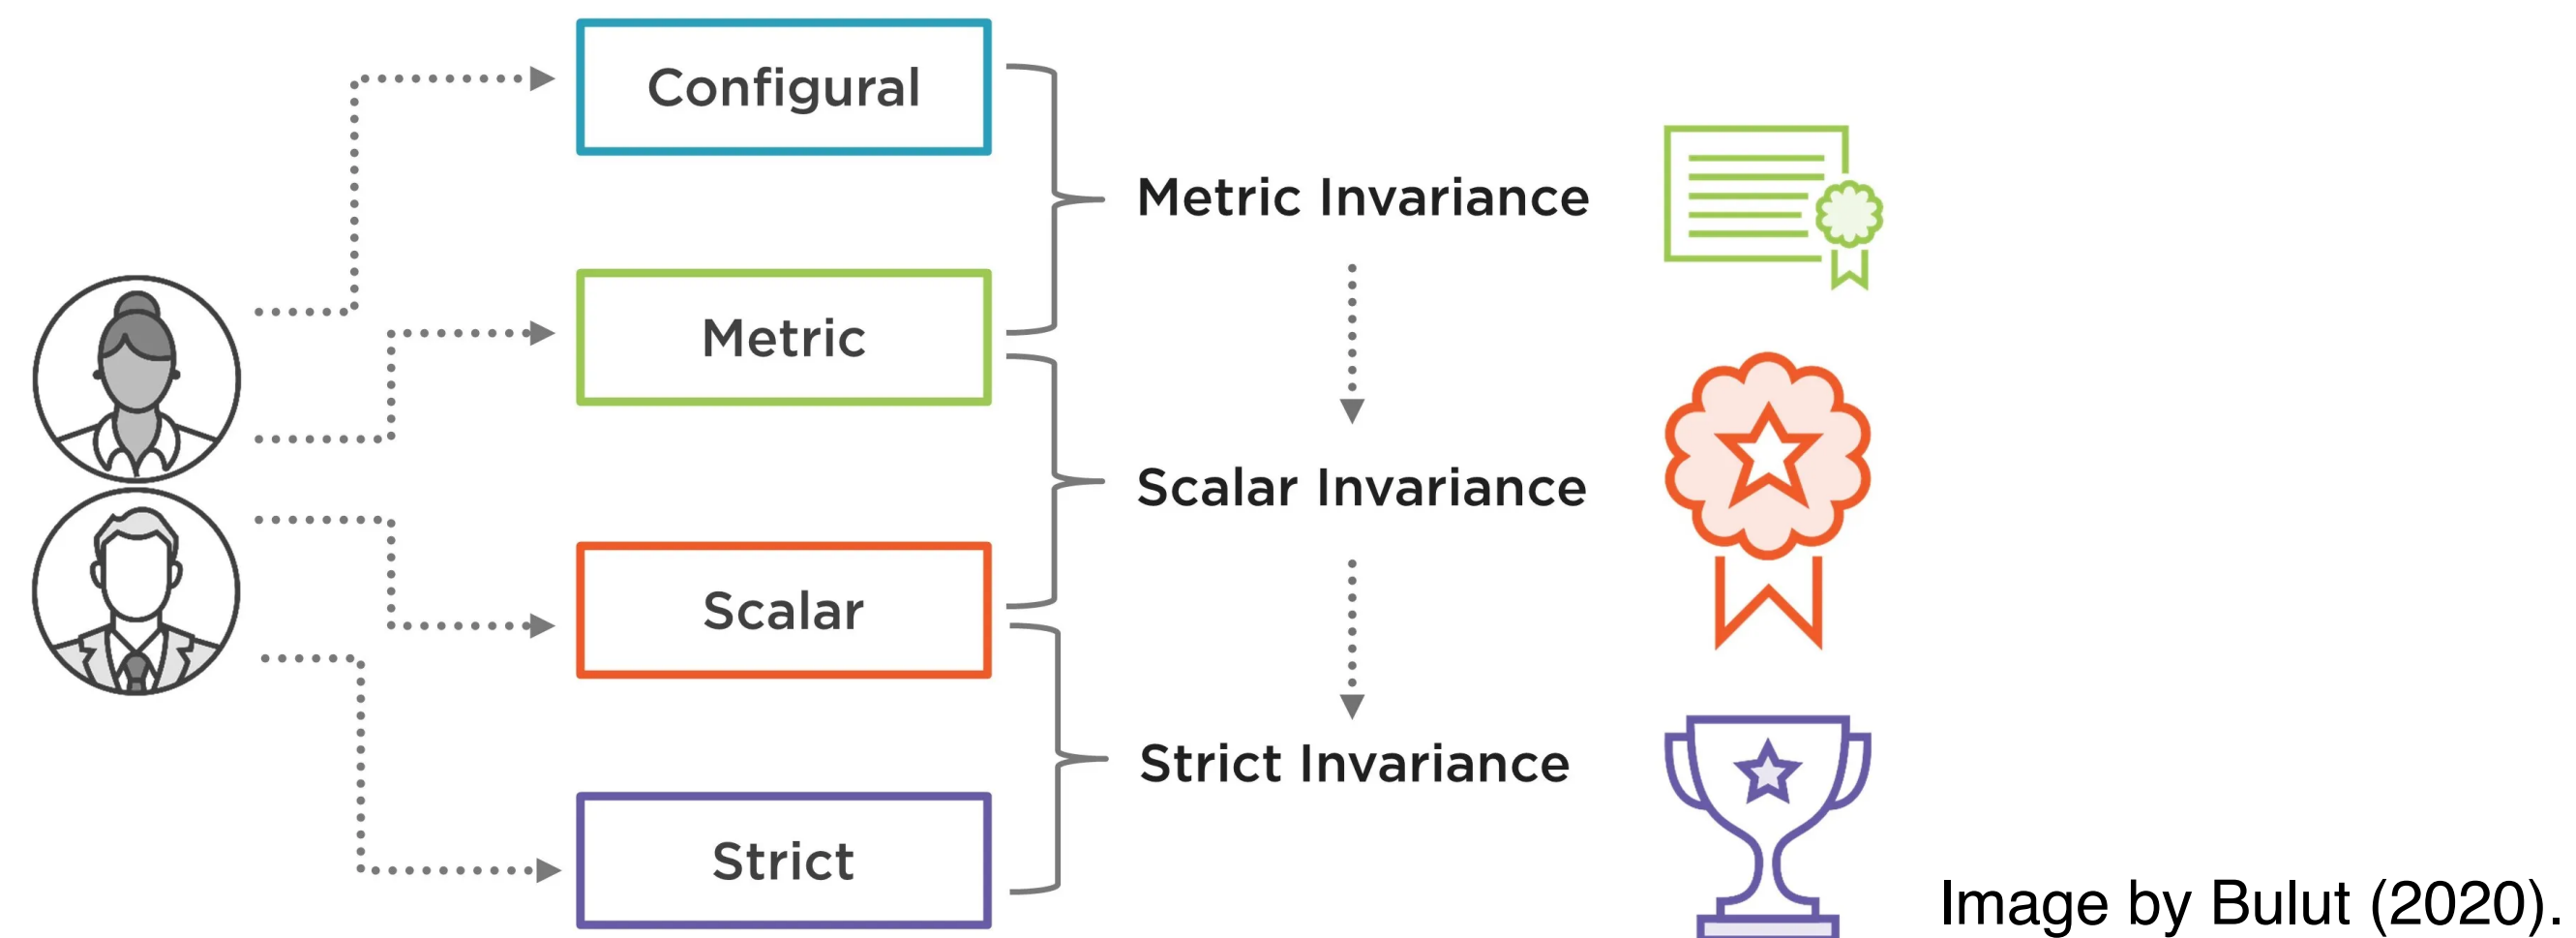 Configural
Metric Invariance
Metric
Scalar Invariance
Scalar
Strict Invariance
Strict
Image by Bulut (2020).